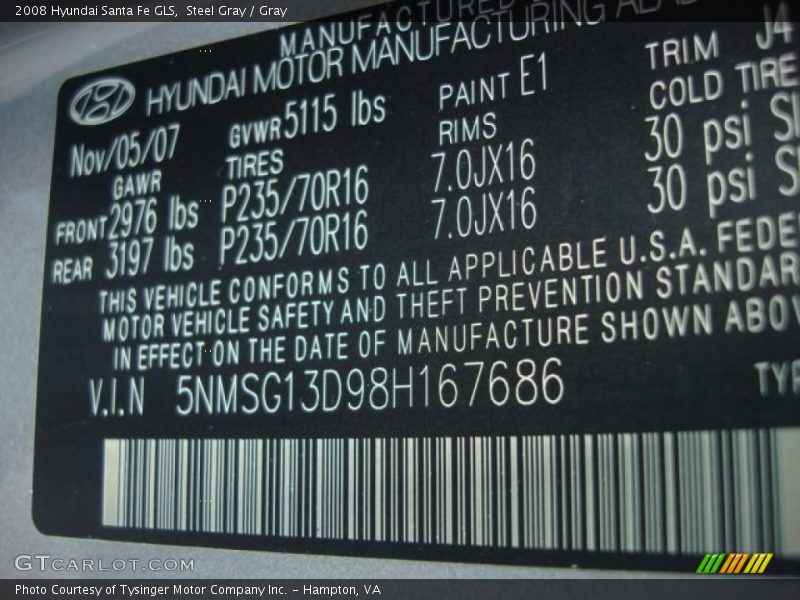 2008 Hyundai Santa Fe GLS, Steel Gray / Gray
MANUFACTURED
HYUNDAI MOTOR MANUFACTURING
Nov/05/07 GVWR 5115 lbs PAINT E1 TRIM J4
GAWR TIRES RIMS COLD TIRE
FRONT 2976 lbs P235/70R16 7.0JX16 30 psi
REAR 3197 lbs P235/70R16 7.0JX16 30 psi
THIS VEHICLE CONFORMS TO ALL APPLICABLE U.S.A.
MOTOR VEHICLE SAFETY AND THEFT PREVENTION
IN EFFECT ON THE DATE OF MANUFACTURE SHOWN
V.I.N 5NMSG13D98H167686
GTCARLOT.COM
Photo Courtesy of Tysinger Motor Company Inc. - Hampton, VA